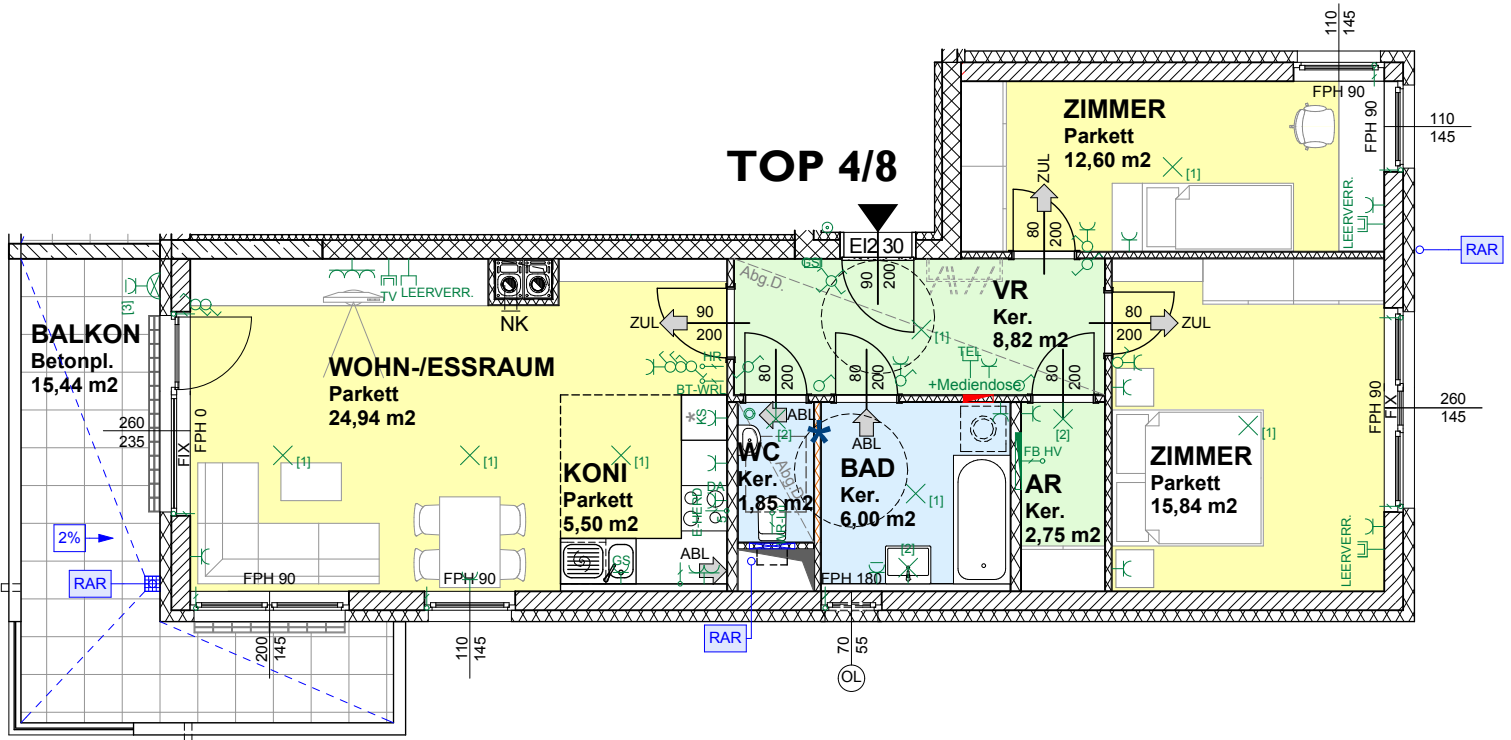 110
145
FPH 90
ZIMMER
Parkett
12,60 m2
[1]
ZUL
80
200
FPH 90
110
145
LEERVERR.
RAR
TOP 4/8
EI2 30
90
200
GS
Abg.D.
VR
Ker.
8,82 m2
[1]
TEL
+Mediendose
80
200
ZUL
80
200
80
200
80
200
[3]
TV
LEERVERR.
NK
ZUL
90
200
BALKON
Betonpl.
15,44 m2
WOHN-/ESSRAUM
Parkett
24,94 m2
HR
BT-WRL
260
235
FIX
FPH 0
[1]
[1]
[1]
KONI
Parkett
5,50 m2
KS
*
DA
E-HERD
GS
ABL
WC
Ker.
1,85 m2
[2]
ABL
Abg.D.
*
ABL
BAD
Ker.
6,00 m2
[1]
[2]
AR
Ker.
2,75 m2
[2]
FB HV
ZIMMER
Parkett
15,84 m2
[1]
FPH 90
FIX
260
145
LEERVERR.
2%
RAR
FPH 90
FPH 90
FPH 180
RAR
200
145
110
145
70
55
OL